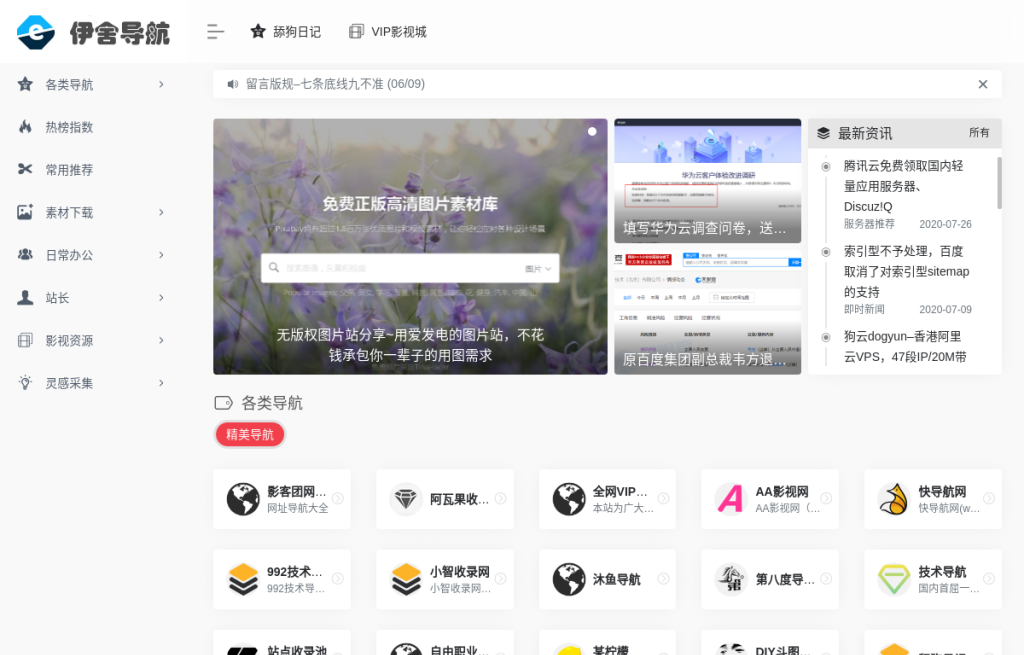 伊舍导航
舔狗日记
VIP影视城
各类导航
热榜指数
常用推荐
素材下载
日常办公
站长
影视资源
灵感采集
留言版规–七条底线九不准 (06/09)
免费正版高清图片素材库
图片
无版权图片站分享~用爱发电的图片站，不花
钱承包你一辈子的用图需求
华为云客户体验改进调研
填写华为云调查问卷，送…
原百度集团副总裁韦方退…
最新资讯
所有
腾讯云免费领取国内轻
量应用服务器、
Discuz!Q
服务器推荐
2020-07-26
索引型不予处理，百度
取消了对索引型sitemap
的支持
即时新闻
2020-07-09
狗云dogyun–香港阿里
云VPS，47段IP/20M带
各类导航
精美导航
影客团网…
网址导航大全
阿瓦果收…
全网VIP…
本站为广大…
AA影视网
AA影视网（…
快导航网
快导航网(w…
992技术…
992技术导…
小智收录网
小智收录网…
沐鱼导航
第八度导…
技术导航
国内首屈一…
站点收录池
自由职业…
某柠檬
DIY斗图…